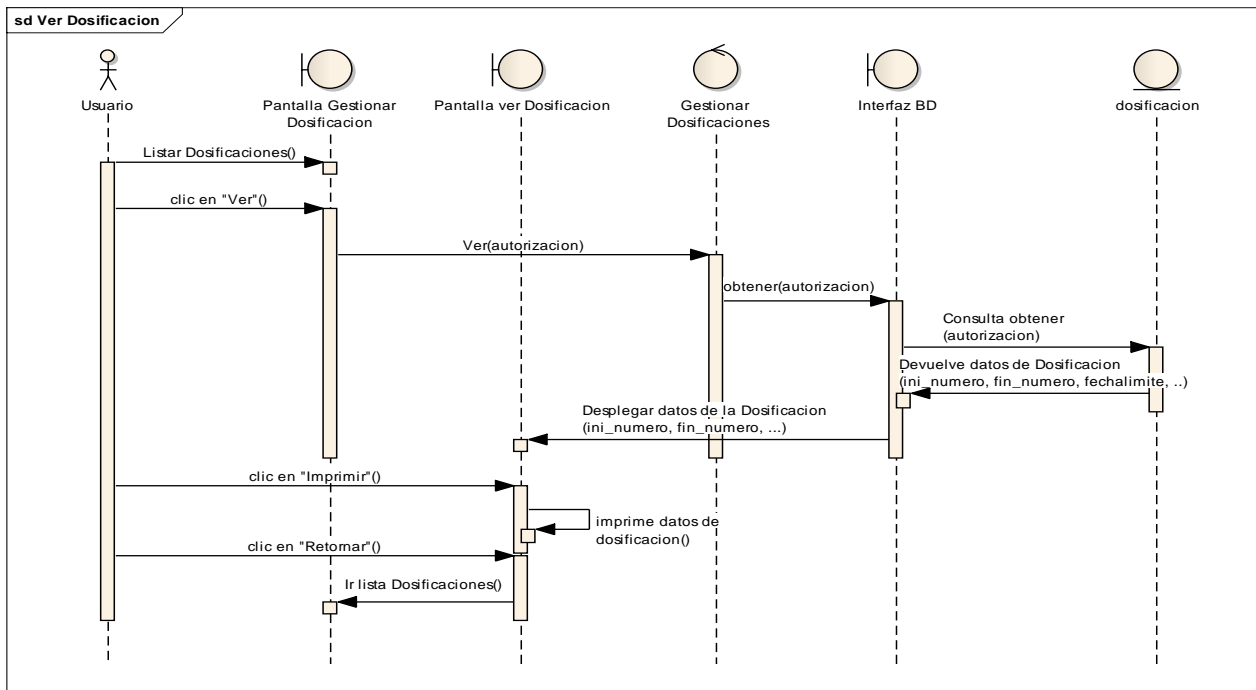 sd Ver Dosificacion
Usuario
Pantalla Gestionar
Dosificacion
Pantalla ver Dosificacion
Gestionar
Dosificaciones
Interfaz BD
dosificacion
Listar Dosificaciones()
clic en "Ver"()
Ver(autorizacion)
obtener(autorizacion)
Consulta obtener
(autorizacion)
Devuelve datos de Dosificacion
(ini_numero, fin_numero, fechalimite, ..)
Desplegar datos de la Dosificacion
(ini_numero, fin_numero, ...)
clic en "Imprimir"()
imprime datos de
dosificacion()
clic en "Retornar"()
Ir lista Dosificaciones()